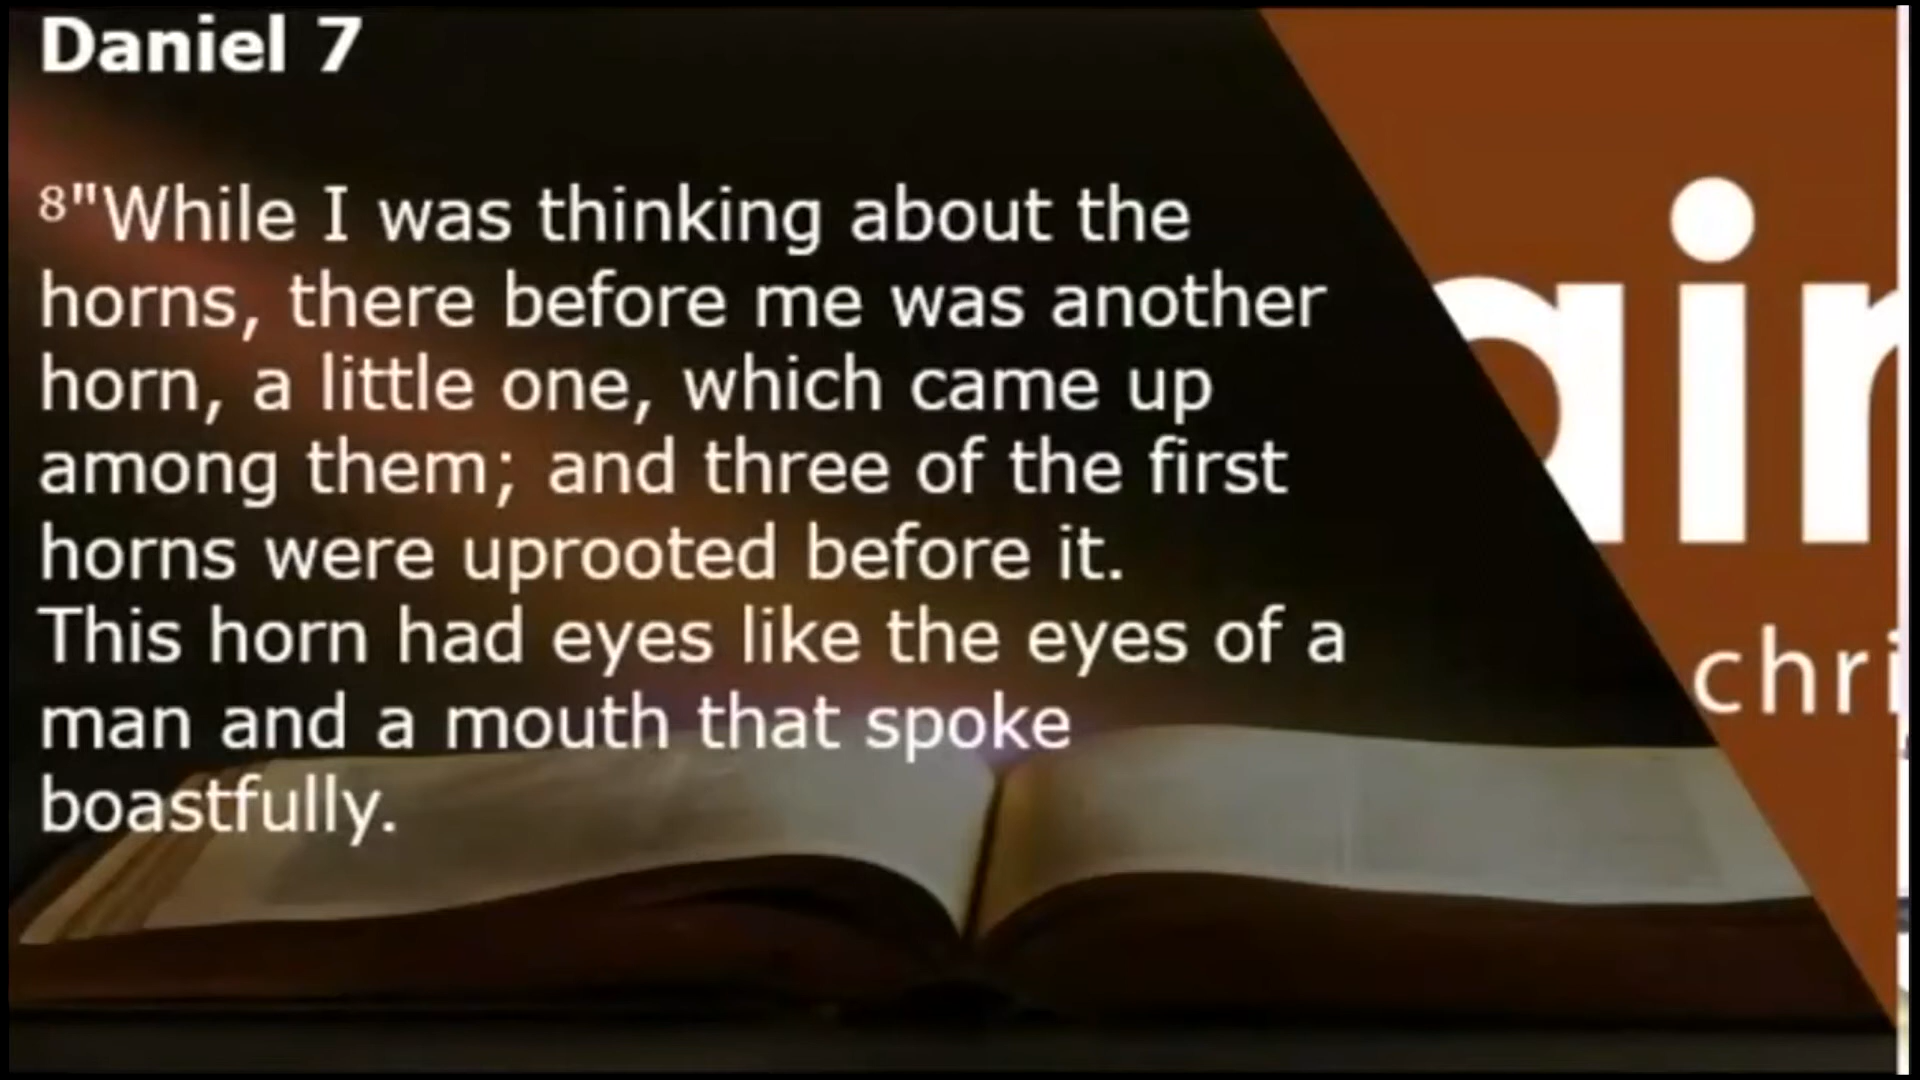 Daniel 7
8"While I was thinking about the
horns, there before me was another
horn, a little one, which came up
among them; and three of the first
horns were uprooted before it.
This horn had eyes like the eyes of a
man and a mouth that spoke
boastfully.